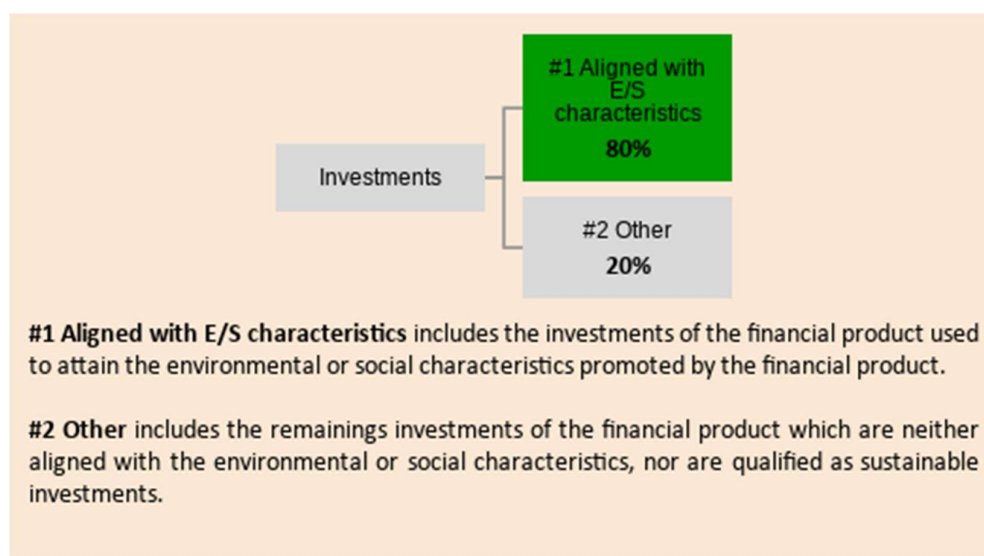 #1 Aligned with
E/S
characteristics
80%
Investments
#2 Other
20%
#1 Aligned with E/S characteristics includes the investments of the financial product used
to attain the environmental or social characteristics promoted by the financial product.
#2 Other includes the remainings investments of the financial product which are neither
aligned with the environmental or social characteristics, nor are qualified as sustainable
investments.